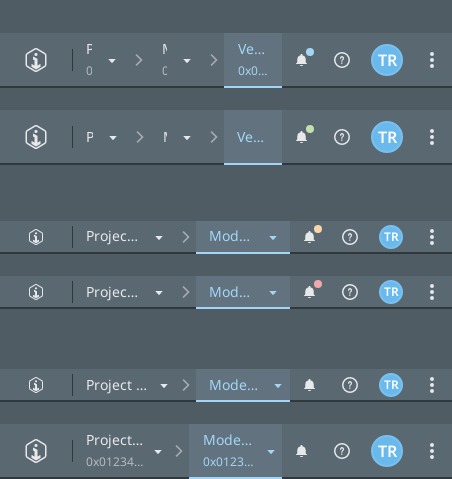 P M Ve...
0 0 0x0...
TR
P Ve...
TR
Projec... Mod...
TR
Projec... Mod...
TR
Project ... Mode...
TR
Project... Mode...
0x01234... 0x0123...
TR